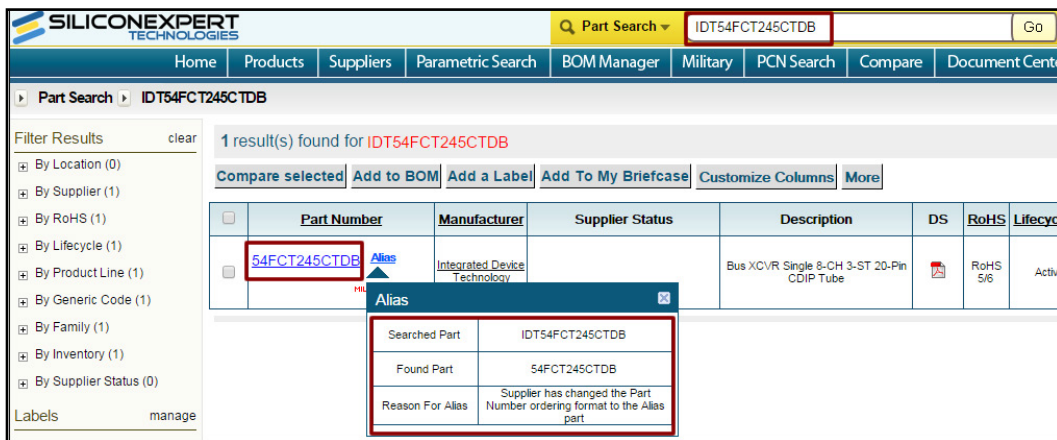 SILICONEXPERT
TECHNOLOGIES
Part Search
IDT54FCT245CTDB
Go
Home
Products
Suppliers
Parametric Search
BOM Manager
Military
PCN Search
Compare
Document Cente
Part Search
IDT54FCT245CTDB
Filter Results
clear
By Location (0)
By Supplier (1)
By RoHS (1)
By Lifecycle (1)
By Product Line (1)
By Generic Code (1)
By Family (1)
By Inventory (1)
By Supplier Status (0)
Labels
manage
1 result(s) found for IDT54FCT245CTDB
Compare selected
Add to BOM
Add a Label
Add To My Briefcase
Customize Columns
More
Part Number
Manufacturer
Supplier Status
Description
DS
RoHS
Lifecyc
54FCT245CTDB
Alias
Integrated Device
Technology
Bus XCVR Single 8-CH 3-ST 20-Pin
CDIP Tube
RoHS
5/6
Activ
Alias
Searched Part
IDT54FCT245CTDB
Found Part
54FCT245CTDB
Reason For Alias
Supplier has changed the Part
Number ordering format to the Alias
part